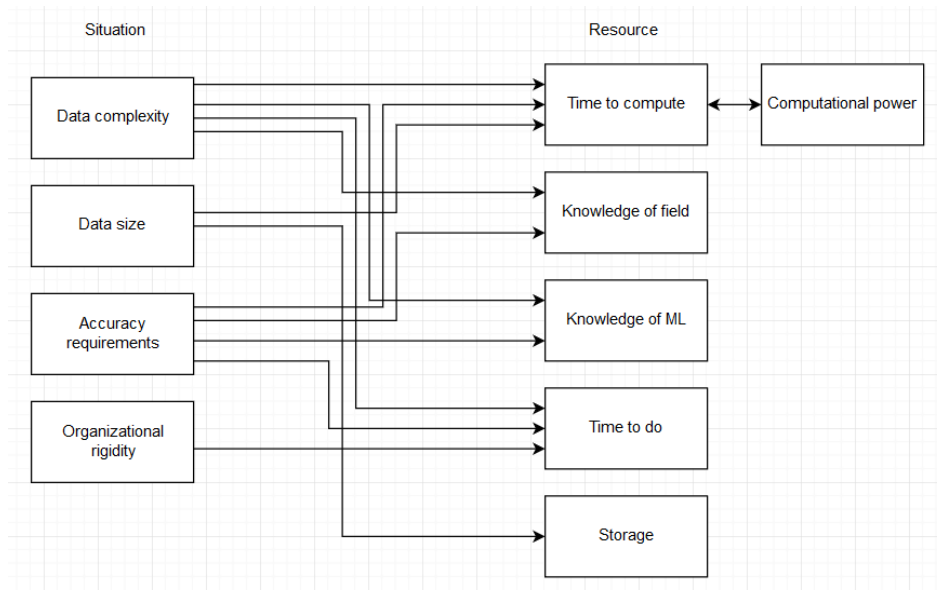 Situation
Resource
Data complexity
Time to compute
Computational power
Data size
Knowledge of field
Accuracy
requirements
Knowledge of ML
Organizational
rigidity
Time to do
Storage